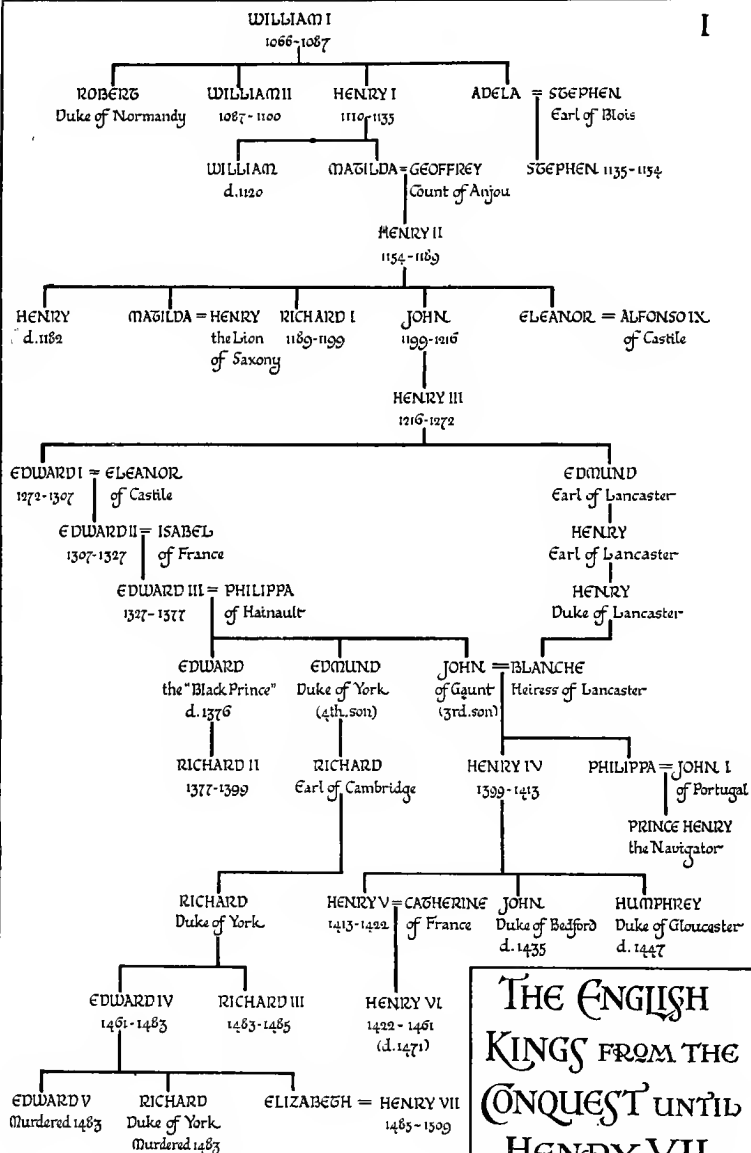 I
WILLIAM I
1066-1087
ROBERT WILLIAM II HENRY I ADELA = STEPHEN
Duke of Normandy 1087-1100 1110-1135 Earl of Blois
WILLIAM MATILDA = GEOFFREY STEPHEN 1135-1154
d.1120 Count of Anjou
HENRY II
1154-1189
HENRY MATILDA = HENRY RICHARD I JOHN ELEANOR = ALFONSO IX
d.1182 the Lion 1189-1199 1199-1216 of Castile
of Saxony
HENRY III
1216-1272
EDWARD I = ELEANOR EDMUND
1272-1307 of Castile Earl of Lancaster
EDWARD II = ISABEL HENRY
1307-1327 of France Earl of Lancaster
EDWARD III = PHILIPPA HENRY
1327-1377 of Hainault Duke of Lancaster
EDWARD EDMUND JOHN = BLANCHE
the "Black Prince" Duke of York of Gaunt Heiress of Lancaster
d.1376 (4th.son) (3rd.son)
RICHARD II RICHARD HENRY IV PHILIPPA = JOHN I
1377-1399 Earl of Cambridge 1399-1413 of Portugal
PRINCE HENRY
the Navigator
RICHARD HENRY V = CATHERINE JOHN HUMPHREY
Duke of York 1413-1422 of France Duke of Bedford Duke of Gloucester
d.1435 d.1447
EDWARD IV RICHARD III HENRY VI
1461-1483 1483-1485 1422-1461
(d.1471)
THE ENGLISH
KINGS FROM THE
CONQUEST UNTIL
HENRY VII
EDWARD V RICHARD ELIZABETH = HENRY VII
Murdered 1483 Duke of York 1485-1509
Murdered 1483